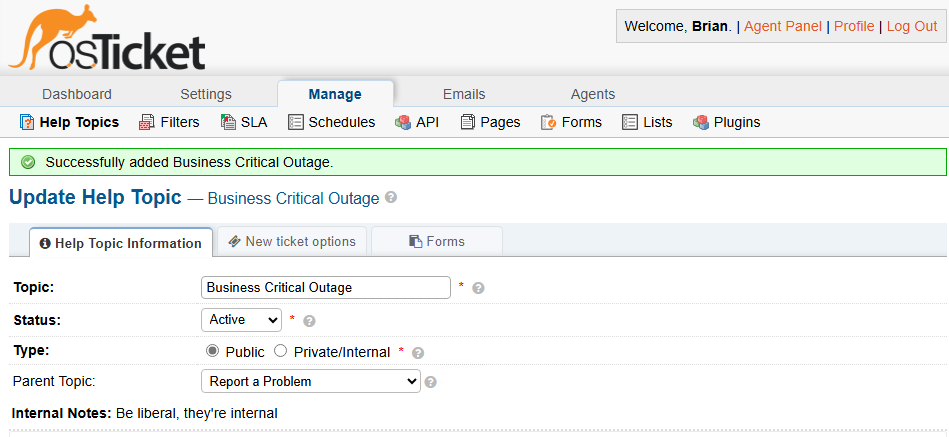 osTicket
Welcome, Brian. | Agent Panel | Profile | Log Out
Dashboard Settings Manage Emails Agents
Help Topics Filters SLA Schedules API Pages Forms Lists Plugins
Successfully added Business Critical Outage.
Update Help Topic — Business Critical Outage ?
Help Topic Information New ticket options Forms
Topic: Business Critical Outage * ?
Status: Active * ?
Type: Public Private/Internal * ?
Parent Topic: Report a Problem ?
Internal Notes: Be liberal, they're internal